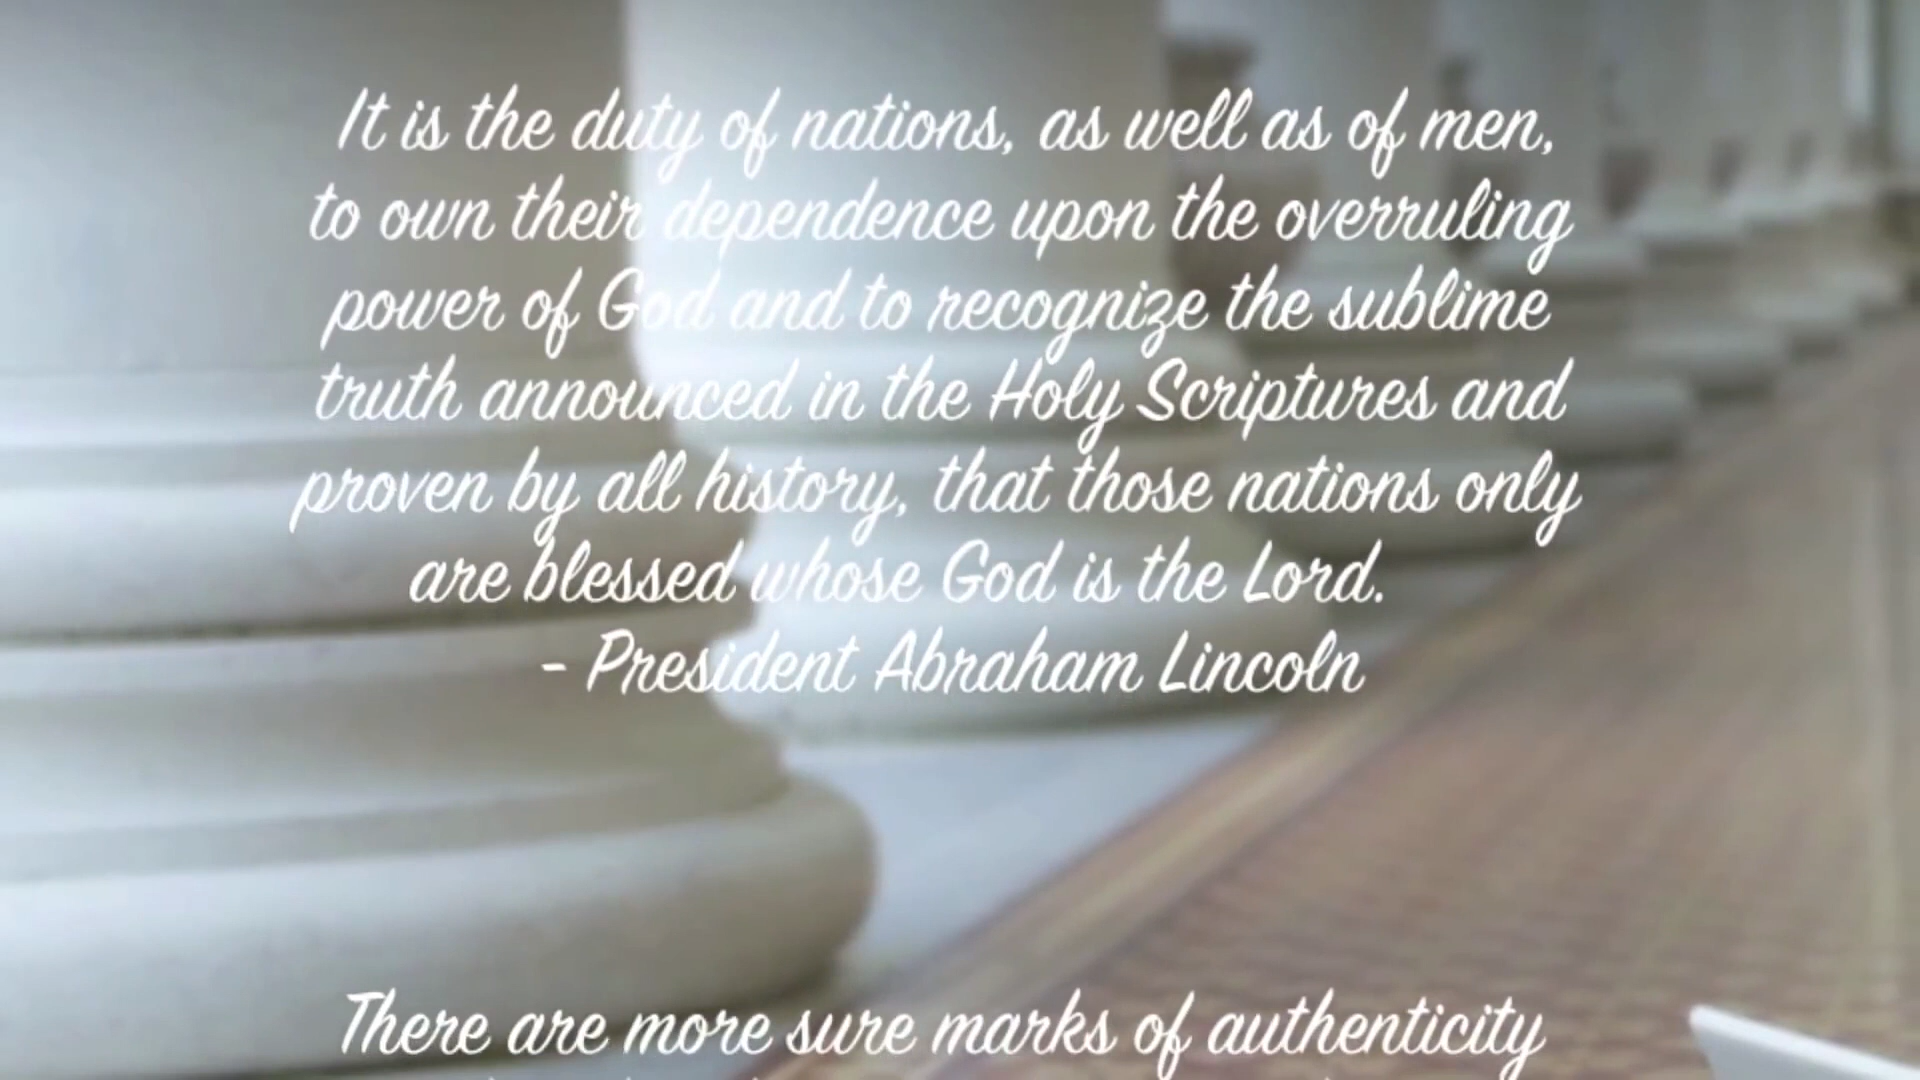 It is the duty of nations, as well as of men,
to own their dependence upon the overruling
power of God and to recognize the sublime
truth announced in the Holy Scriptures and
proven by all history, that those nations only
are blessed whose God is the Lord.
- President Abraham Lincoln
There are more sure marks of authenticity